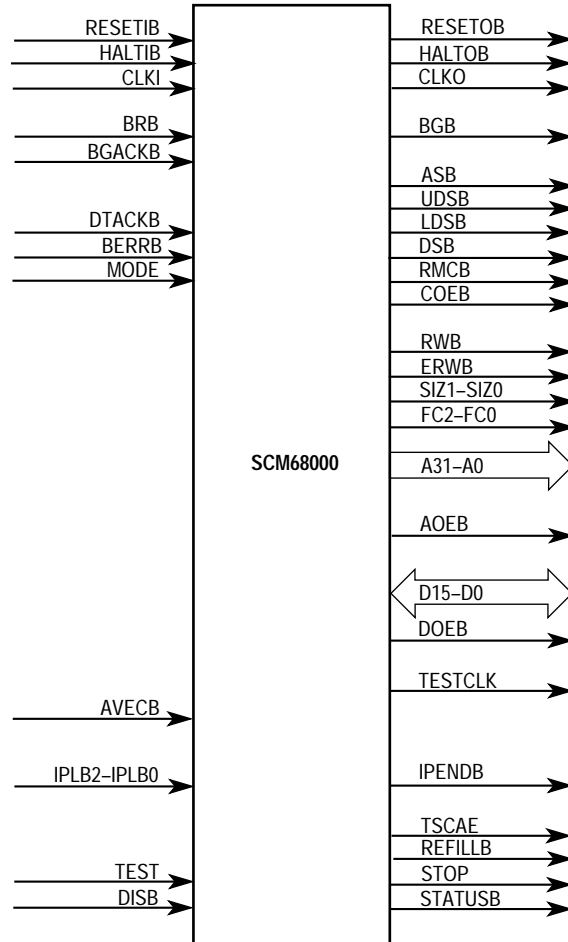 RESETIB
HALTIB
CLKI
BRB
BGACKB
DTACKB
BERRB
MODE
AVECB
IPLB2–IPLB0
TEST
DISB
SCM68000
RESETOB
HALTOB
CLKO
BGB
ASB
UDSB
LDSB
DSB
RMCB
COEB
RWB
ERWB
SIZ1–SIZ0
FC2–FC0
A31–A0
AOEB
D15–D0
DOEB
TESTCLK
IPENDB
TSCAE
REFILLB
STOP
STATUSB